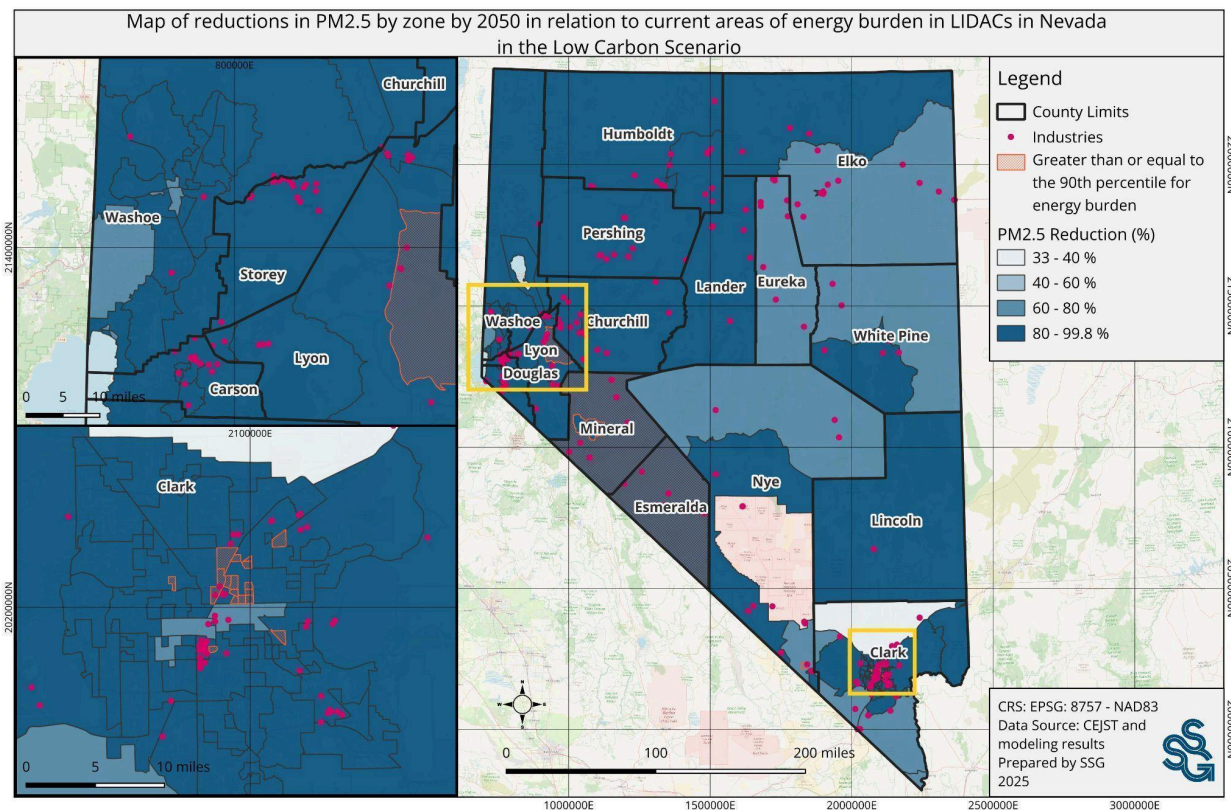 Map of reductions in PM2.5 by zone by 2050 in relation to current areas of energy burden in LIDACs in Nevada
in the Low Carbon Scenario
800000E
Churchill
Washoe
Storey
Lyon
Carson
2140000N
0 5 10 miles
2100000E
Clark
2020000N
0 5 10 miles
Humboldt
Elko
Pershing
Lander
Eureka
Washoe
Churchill
White Pine
Lyon
Douglas
Mineral
Nye
Esmeralda
Lincoln
Clark
N
W E
S
0 100 200 miles
1000000E 1500000E 2000000E 2500000E 3000000E
Legend
County Limits
Industries
Greater than or equal to
the 90th percentile for
energy burden
PM2.5 Reduction (%)
33 - 40 %
40 - 60 %
60 - 80 %
80 - 99.8 %
CRS: EPSG: 8757 - NAD83
Data Source: CEJST and
modeling results
Prepared by SSG
2025
SSG